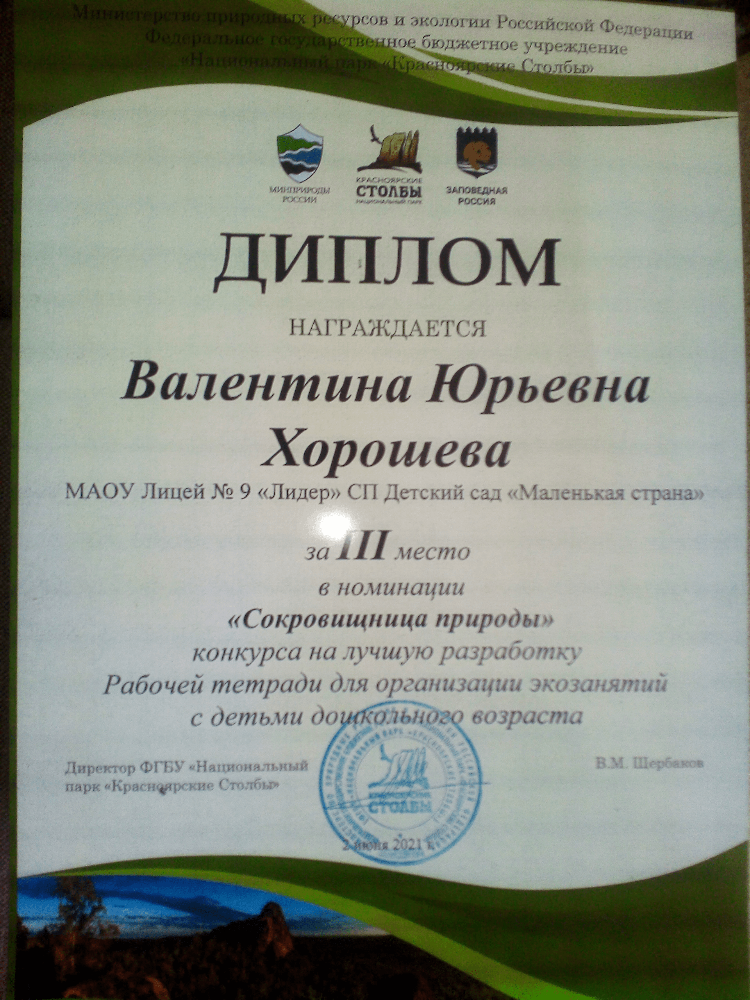 Министерство природных ресурсов и экологии Российской Федерации
Федеральное государственное бюджетное учреждение
«Национальный парк «Красноярские Столбы»
МИНПРИРОДЫ
РОССИИ
КРАСНОЯРСКИЕ
СТОЛБЫ
НАЦИОНАЛЬНЫЙ ПАРК
ЗАПОВЕДНАЯ
РОССИЯ
ДИПЛОМ
НАГРАЖДАЕТСЯ
Валентина Юрьевна
Хорошева
МАОУ Лицей № 9 «Лидер» СП Детский сад «Маленькая страна»
за III место
в номинации
«Сокровищница природы»
конкурса на лучшую разработку
Рабочей тетради для организации экозанятий
с детьми дошкольного возраста
Директор ФГБУ «Национальный
парк «Красноярские Столбы»
В.М. Щербаков
КРАСНОЯРСКИЕ
СТОЛБЫ
2 июня 2021 г.